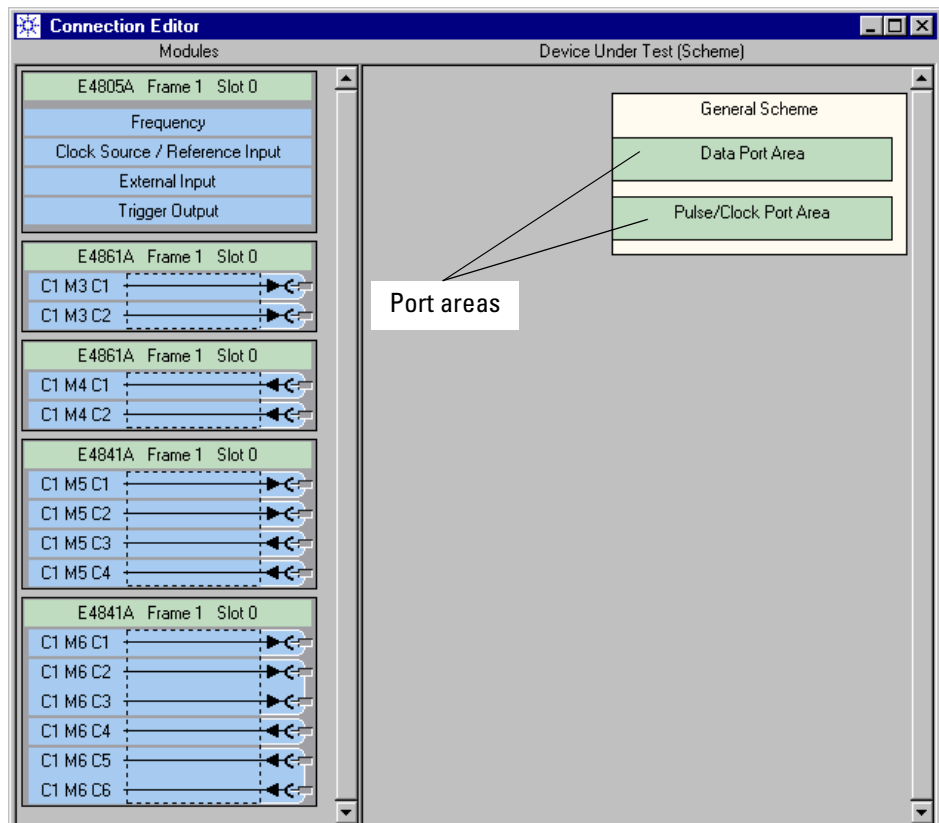 Connection Editor
Modules
Device Under Test (Scheme)
E4805A Frame 1 Slot 0
Frequency
Clock Source / Reference Input
External Input
Trigger Output
E4861A Frame 1 Slot 0
C1 M3 C1
C1 M3 C2
E4861A Frame 1 Slot 0
C1 M4 C1
C1 M4 C2
E4841A Frame 1 Slot 0
C1 M5 C1
C1 M5 C2
C1 M5 C3
C1 M5 C4
E4841A Frame 1 Slot 0
C1 M6 C1
C1 M6 C2
C1 M6 C3
C1 M6 C4
C1 M6 C5
C1 M6 C6
General Scheme
Data Port Area
Pulse/Clock Port Area
Port areas